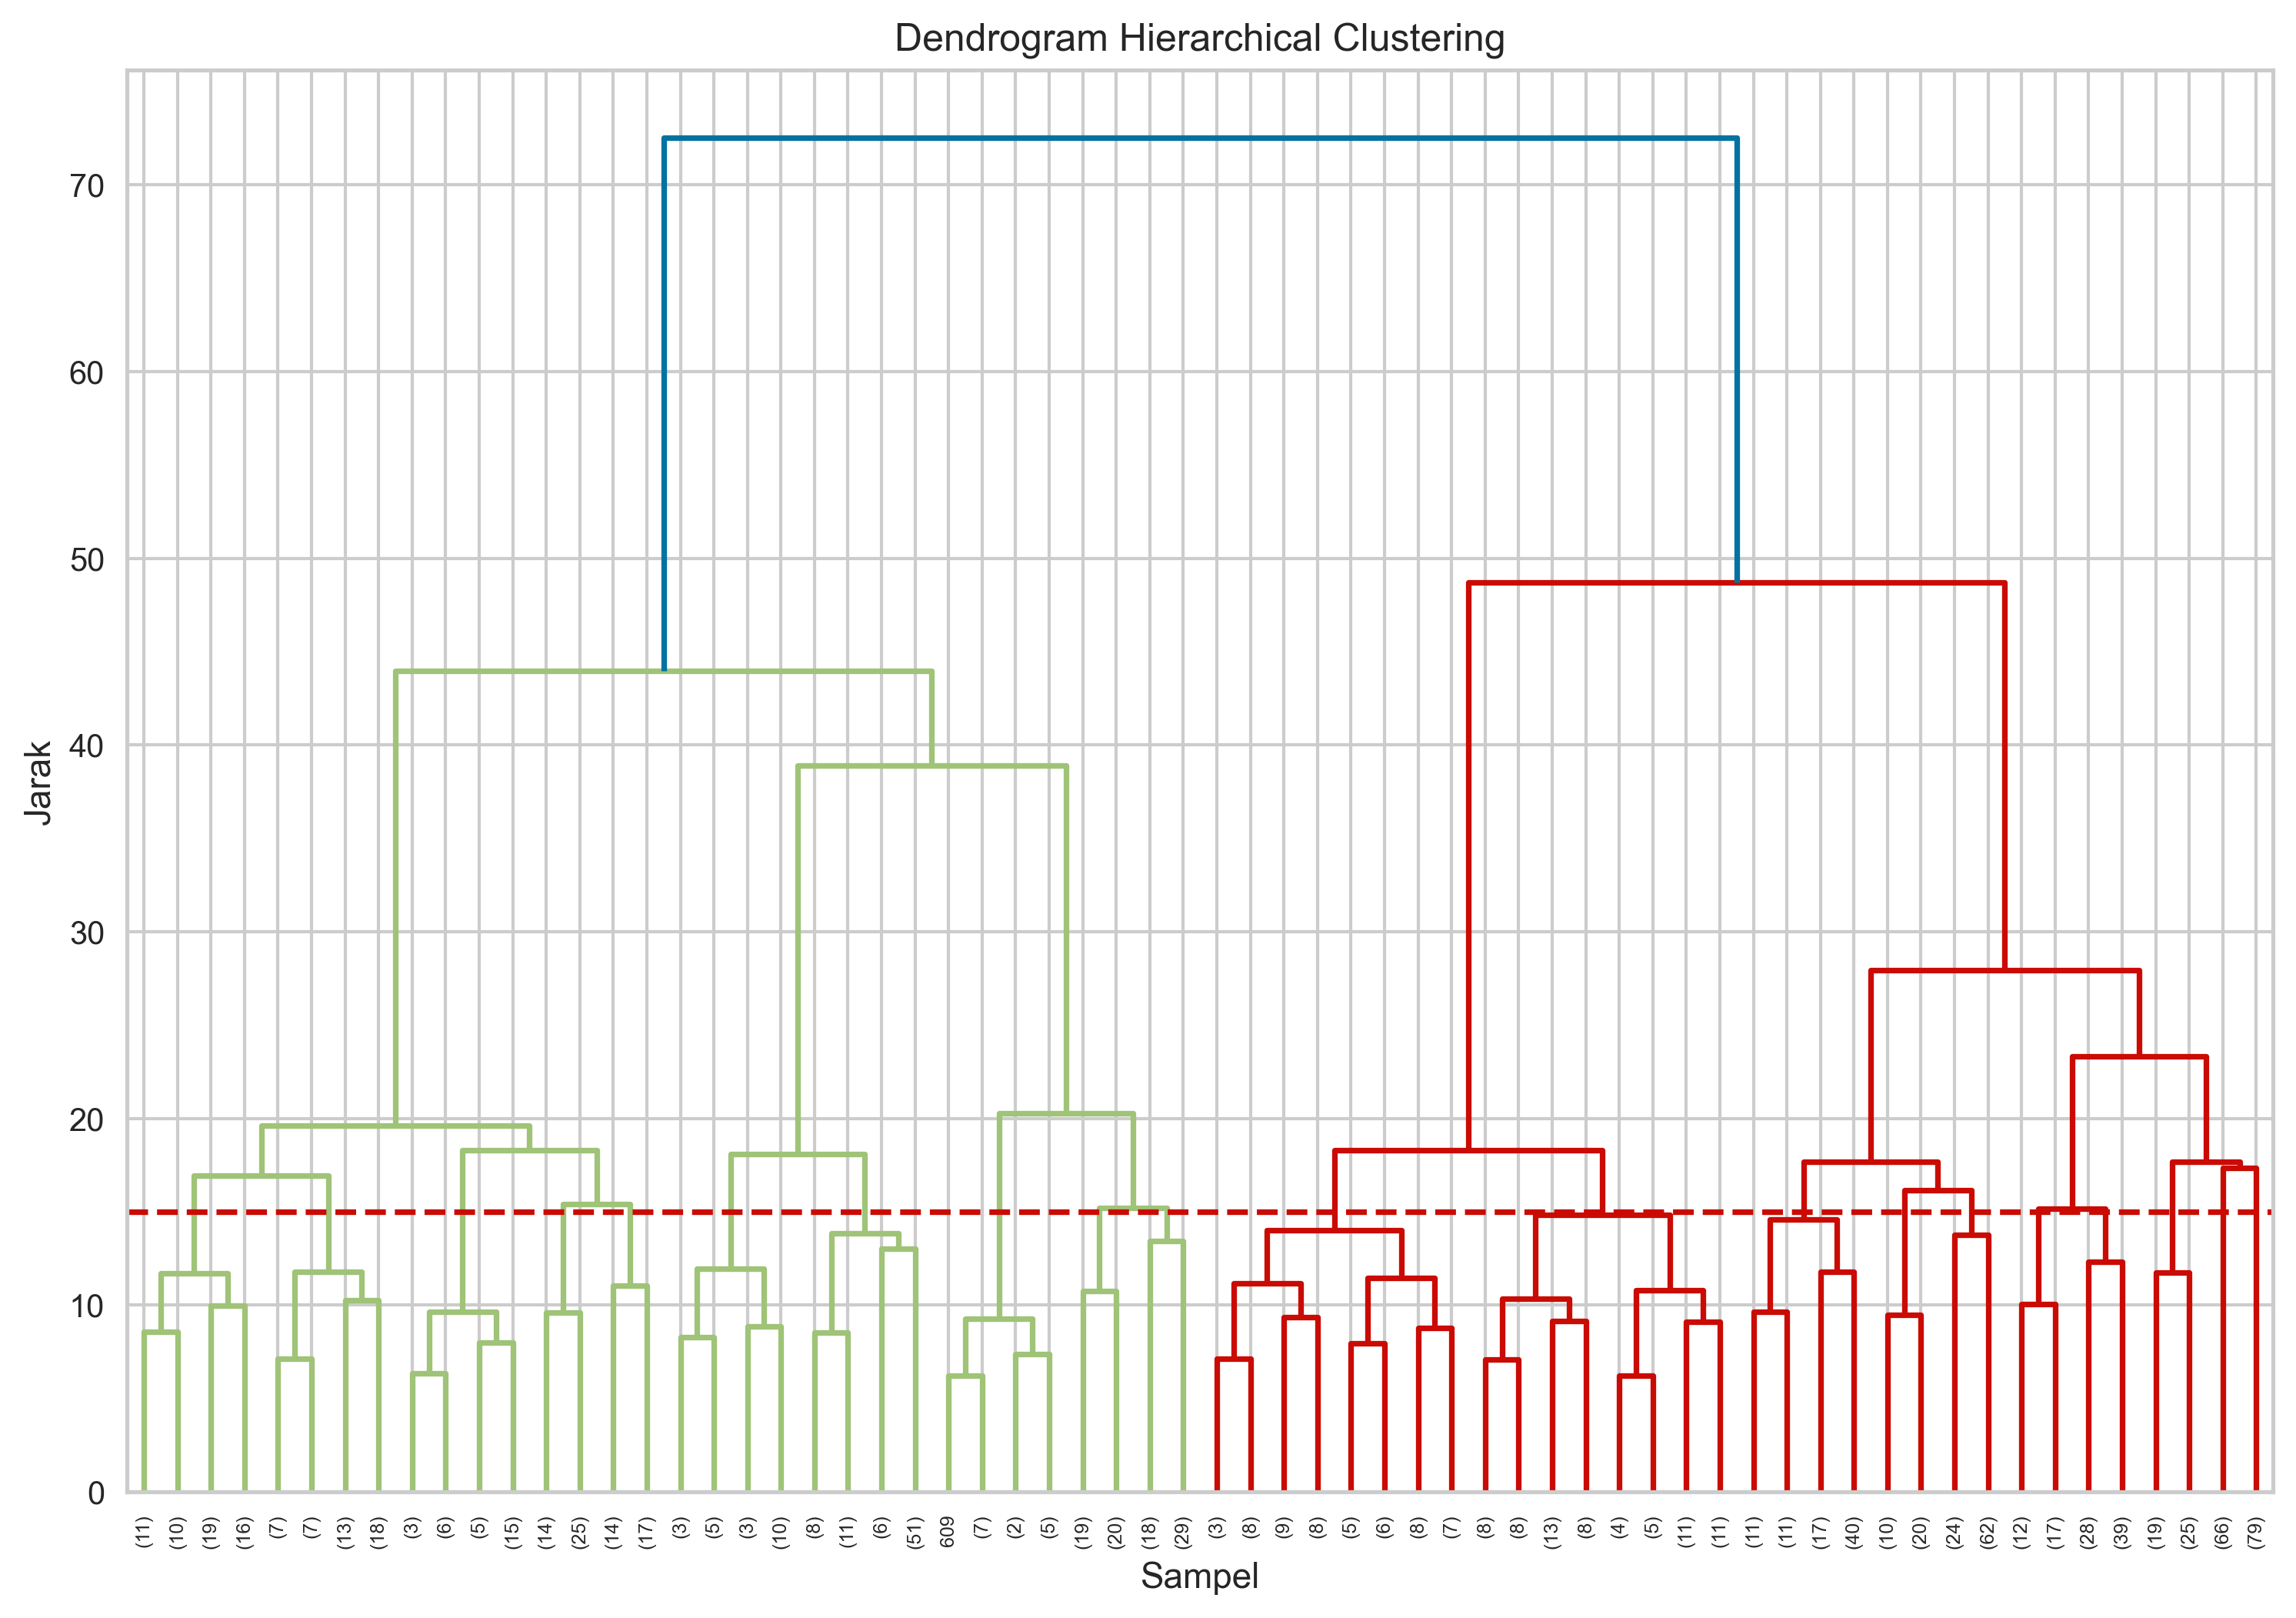 Dendrogram Hierarchical Clustering
Jarak
70
60
50
40
30
20
10
0
(11) (10) (19) (16) (7) (7) (13) (18) (3) (6) (5) (15) (14) (25) (14) (17) (3) (5) (3) (10) (8) (11) (6) (51) 609 (7) (2) (5) (19) (20) (18) (29) (3) (8) (9) (8) (5) (6) (8) (7) (8) (8) (13) (8) (4) (5) (11) (11) (11) (11) (17) (40) (10) (20) (24) (62) (12) (17) (28) (39) (19) (25) (66) (79)
Sampel